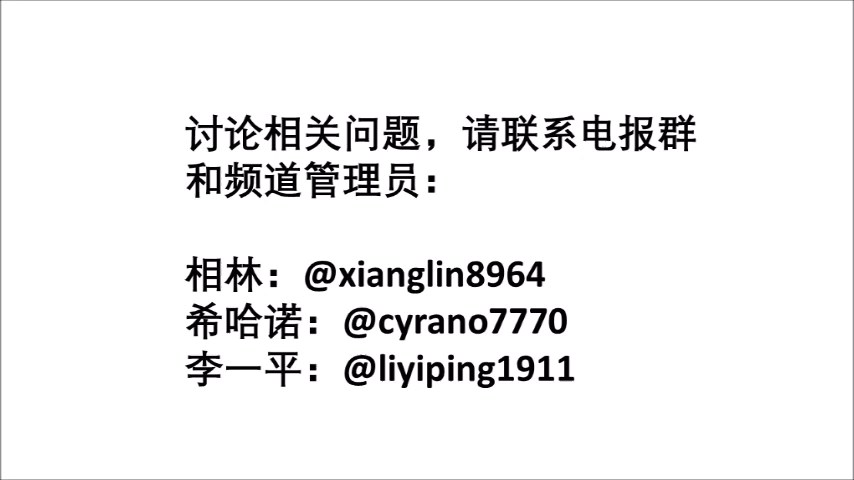 讨论相关问题，请联系电报群
和频道管理员：
相林：@xianglin8964
希哈诺：@cyrano7770
李一平：@liyiping1911